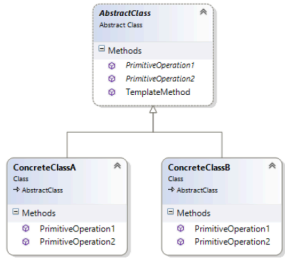 AbstractClass
Abstract Class
Methods
PrimitiveOperation1
PrimitiveOperation2
TemplateMethod
ConcreteClassA
Class
AbstractClass
Methods
PrimitiveOperation1
PrimitiveOperation2
ConcreteClassB
Class
AbstractClass
Methods
PrimitiveOperation1
PrimitiveOperation2